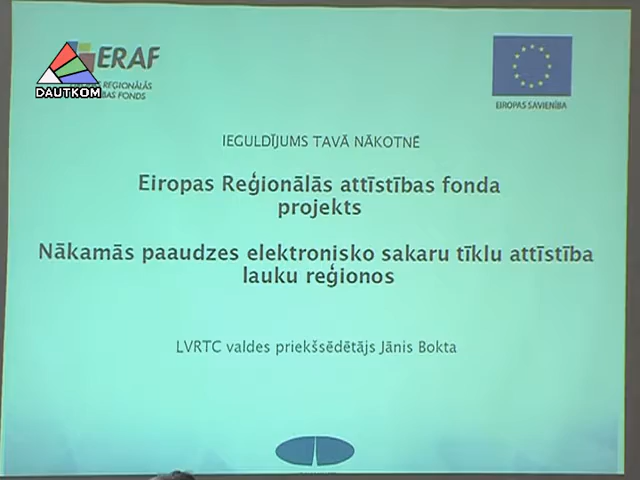 ERAF
REĢIONĀLĀS
DAUTKOM
BAS FONDS
EIROPAS SAVIENĪBA
IEGULDĪJUMS TAVĀ NĀKOTNĒ
Eiropas Reģionālās attīstības fonda
projekts
Nākamās paaudzes elektronisko sakaru tīklu attīstība
lauku reģionos
LVRTC valdes priekšsēdētājs Jānis Bokta